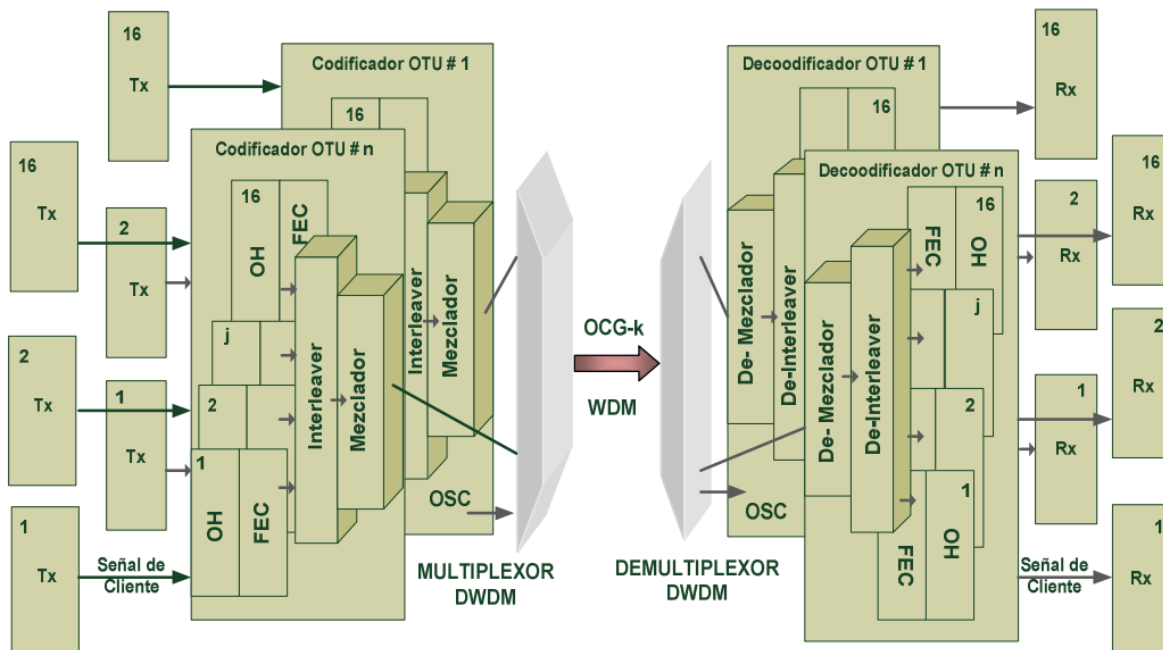 16
Tx
16
Tx
2
Tx
2
Tx
1
Tx
1
Tx
Señal de
Cliente
Codificador OTU # 1
16
Interleaver
Mezclador
OSC
Codificador OTU # n
16
OH
FEC
j
2
1
OH
FEC
Interleaver
Mezclador
MULTIPLEXOR
DWDM
OCG-k
WDM
DEMULTIPLEXOR
DWDM
Decoodificador OTU # 1
16
De- Mezclador
De-Interleaver
OSC
Decoodificador OTU # n
De- Mezclador
De-Interleaver
FEC
16
OH
j
2
1
FEC
OH
Señal de
Cliente
16
Rx
16
Rx
2
Rx
2
Rx
1
Rx
1
Rx